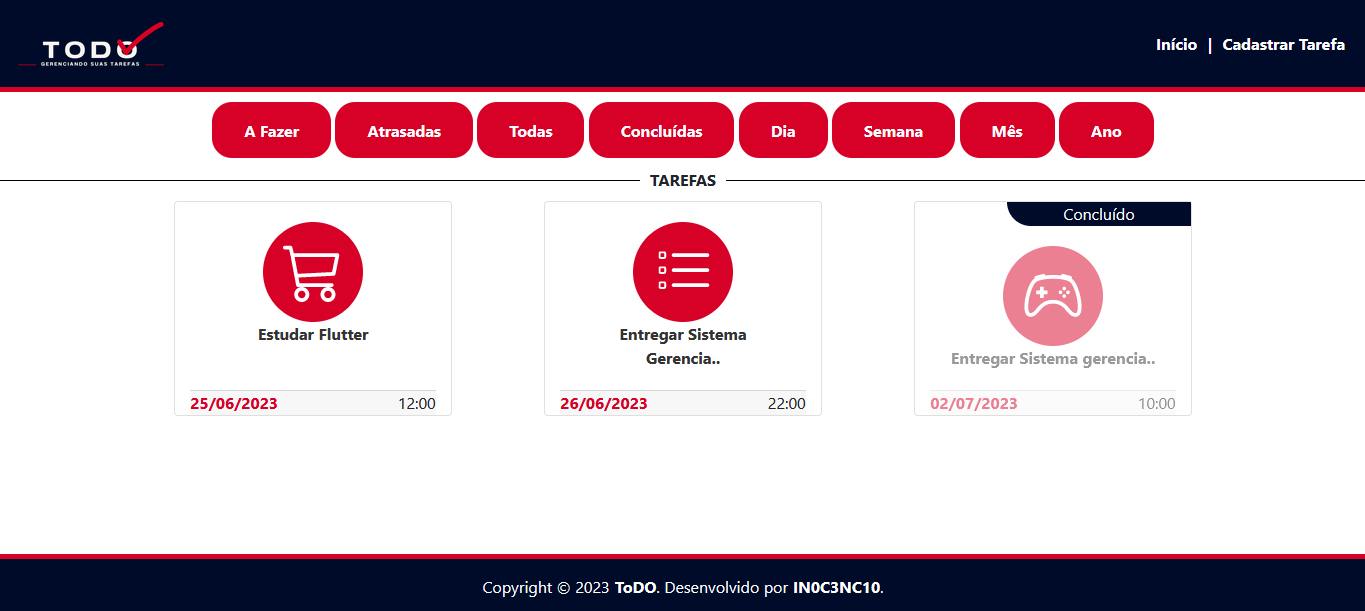 TODO
GERENCIANDO SUAS TAREFAS
Início | Cadastrar Tarefa
A Fazer Atrasadas Todas Concluídas Dia Semana Mês Ano
TAREFAS
Estudar Flutter
25/06/2023 12:00
Entregar Sistema
Gerencia..
26/06/2023 22:00
Concluído
Entregar Sistema gerencia..
02/07/2023 10:00
Copyright © 2023 ToDO. Desenvolvido por IN0C3NC10.